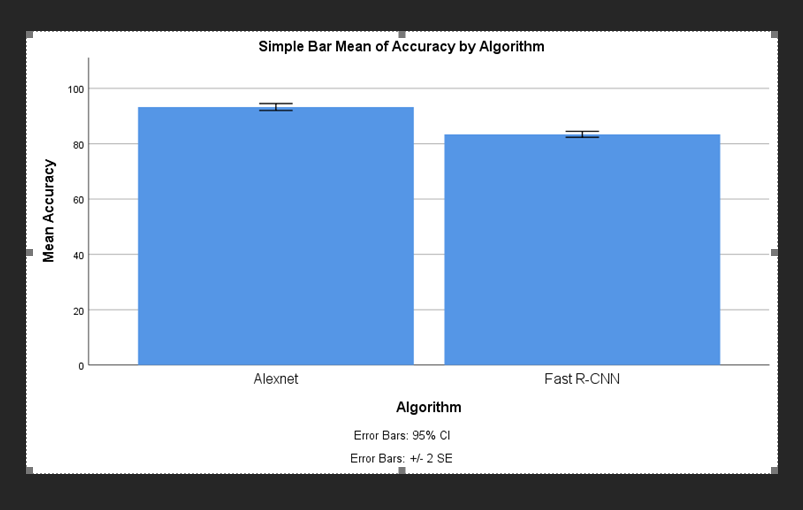 Simple Bar Mean of Accuracy by Algorithm
100
80
60
40
20
0
Mean Accuracy
Alexnet
Fast R-CNN
Algorithm
Error Bars: 95% CI
Error Bars: +/- 2 SE